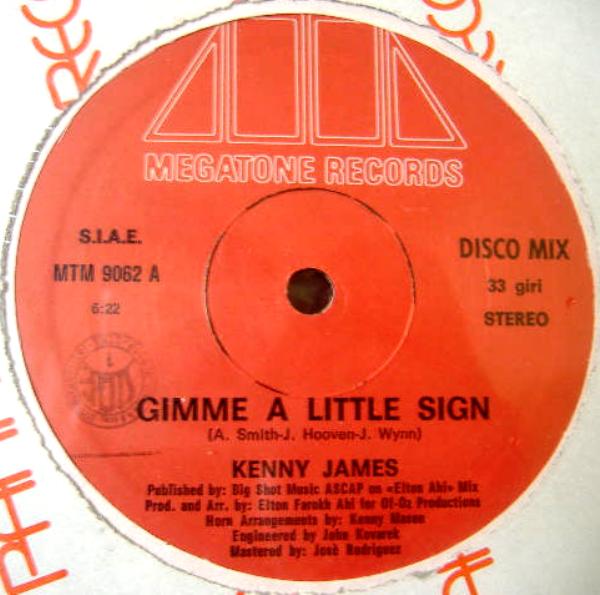 MEGATONE RECORDS
S.I.A.E.
MTM 9062 A
6:22
DISCO MIX
33 giri
STEREO
GIMME A LITTLE SIGN
(A. Smith-J. Hooven-J. Wynn)
KENNY JAMES
Published by: Big Shot Music ASCAP on «Elton Ahi» Mix
Prod. and Arr. by: Elton Farokh Ahi for Of-Oz Productions
Horn Arrangements by: Kenny Mason
Engineered by: John Kovarek
Mastered by: Josè Rodriguez